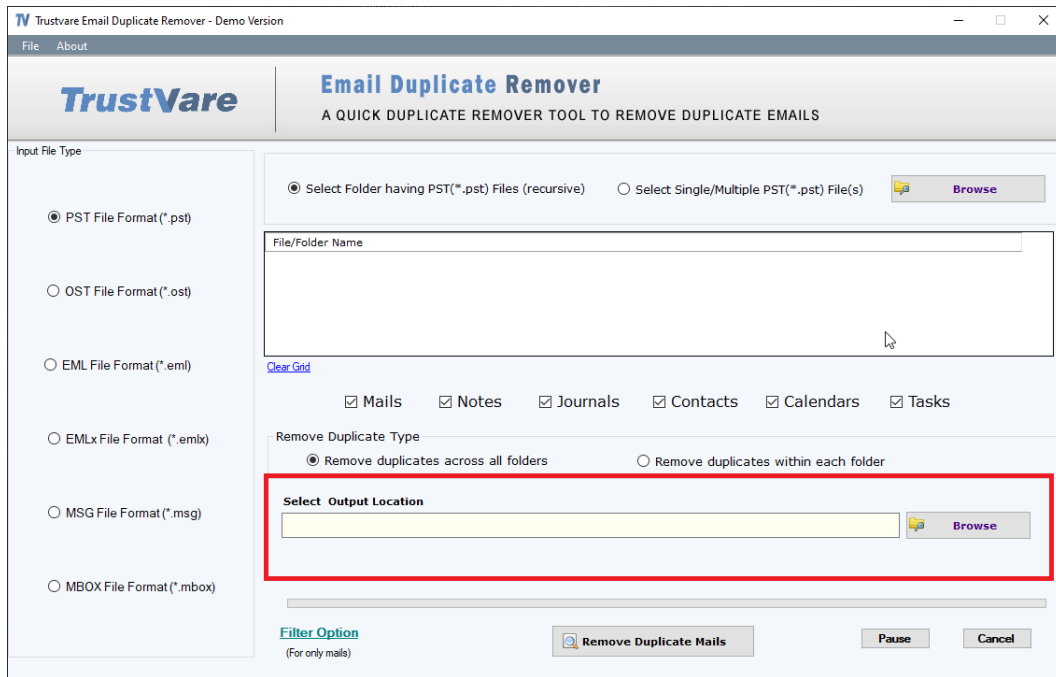 TV Trustvare Email Duplicate Remover - Demo Version
File About
TrustVare
Email Duplicate Remover
A QUICK DUPLICATE REMOVER TOOL TO REMOVE DUPLICATE EMAILS
Input File Type
PST File Format (*.pst)
OST File Format (*.ost)
EML File Format (*.eml)
EMLx File Format (*.emlx)
MSG File Format (*.msg)
MBOX File Format (*.mbox)
Select Folder having PST(*.pst) Files (recursive) Select Single/Multiple PST(*.pst) File(s) Browse
File/Folder Name
Clear Grid
Mails Notes Journals Contacts Calendars Tasks
Remove Duplicate Type
Remove duplicates across all folders Remove duplicates within each folder
Select Output Location
Browse
Filter Option
(For only mails)
Remove Duplicate Mails Pause Cancel